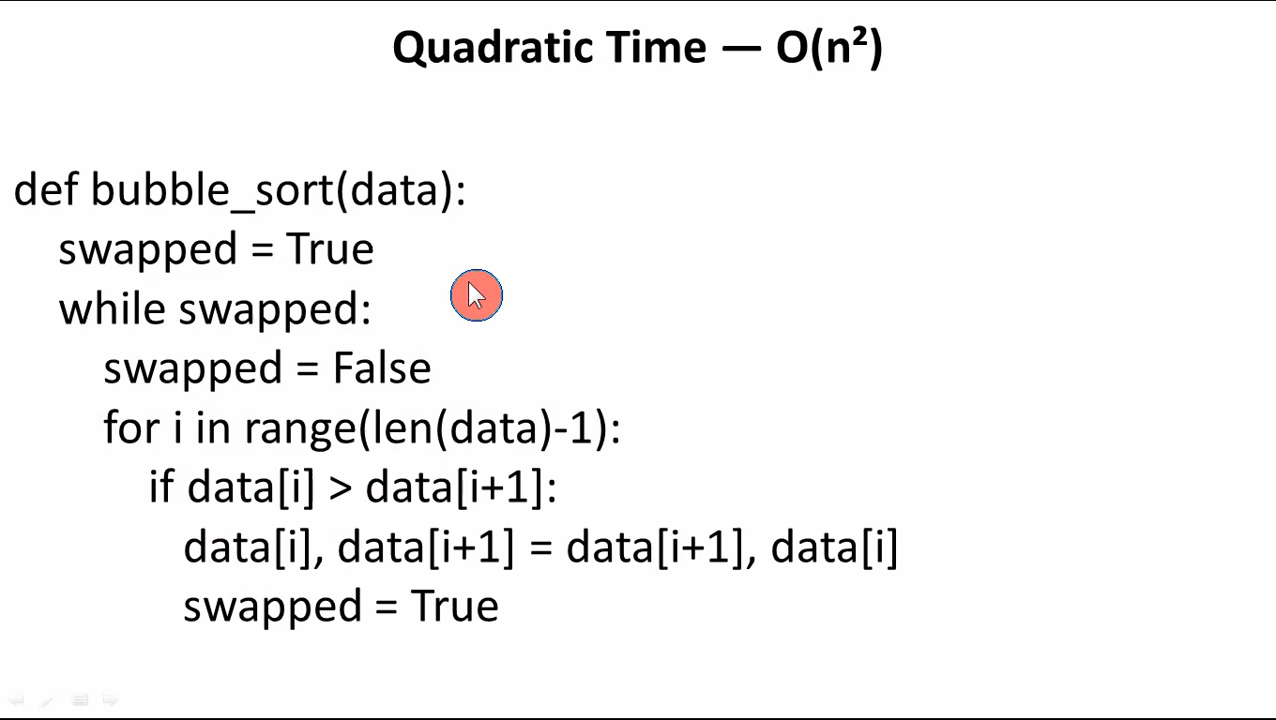 Quadratic Time — O(n²)
def bubble_sort(data):
swapped = True
while swapped:
swapped = False
for i in range(len(data)-1):
if data[i] > data[i+1]:
data[i], data[i+1] = data[i+1], data[i]
swapped = True